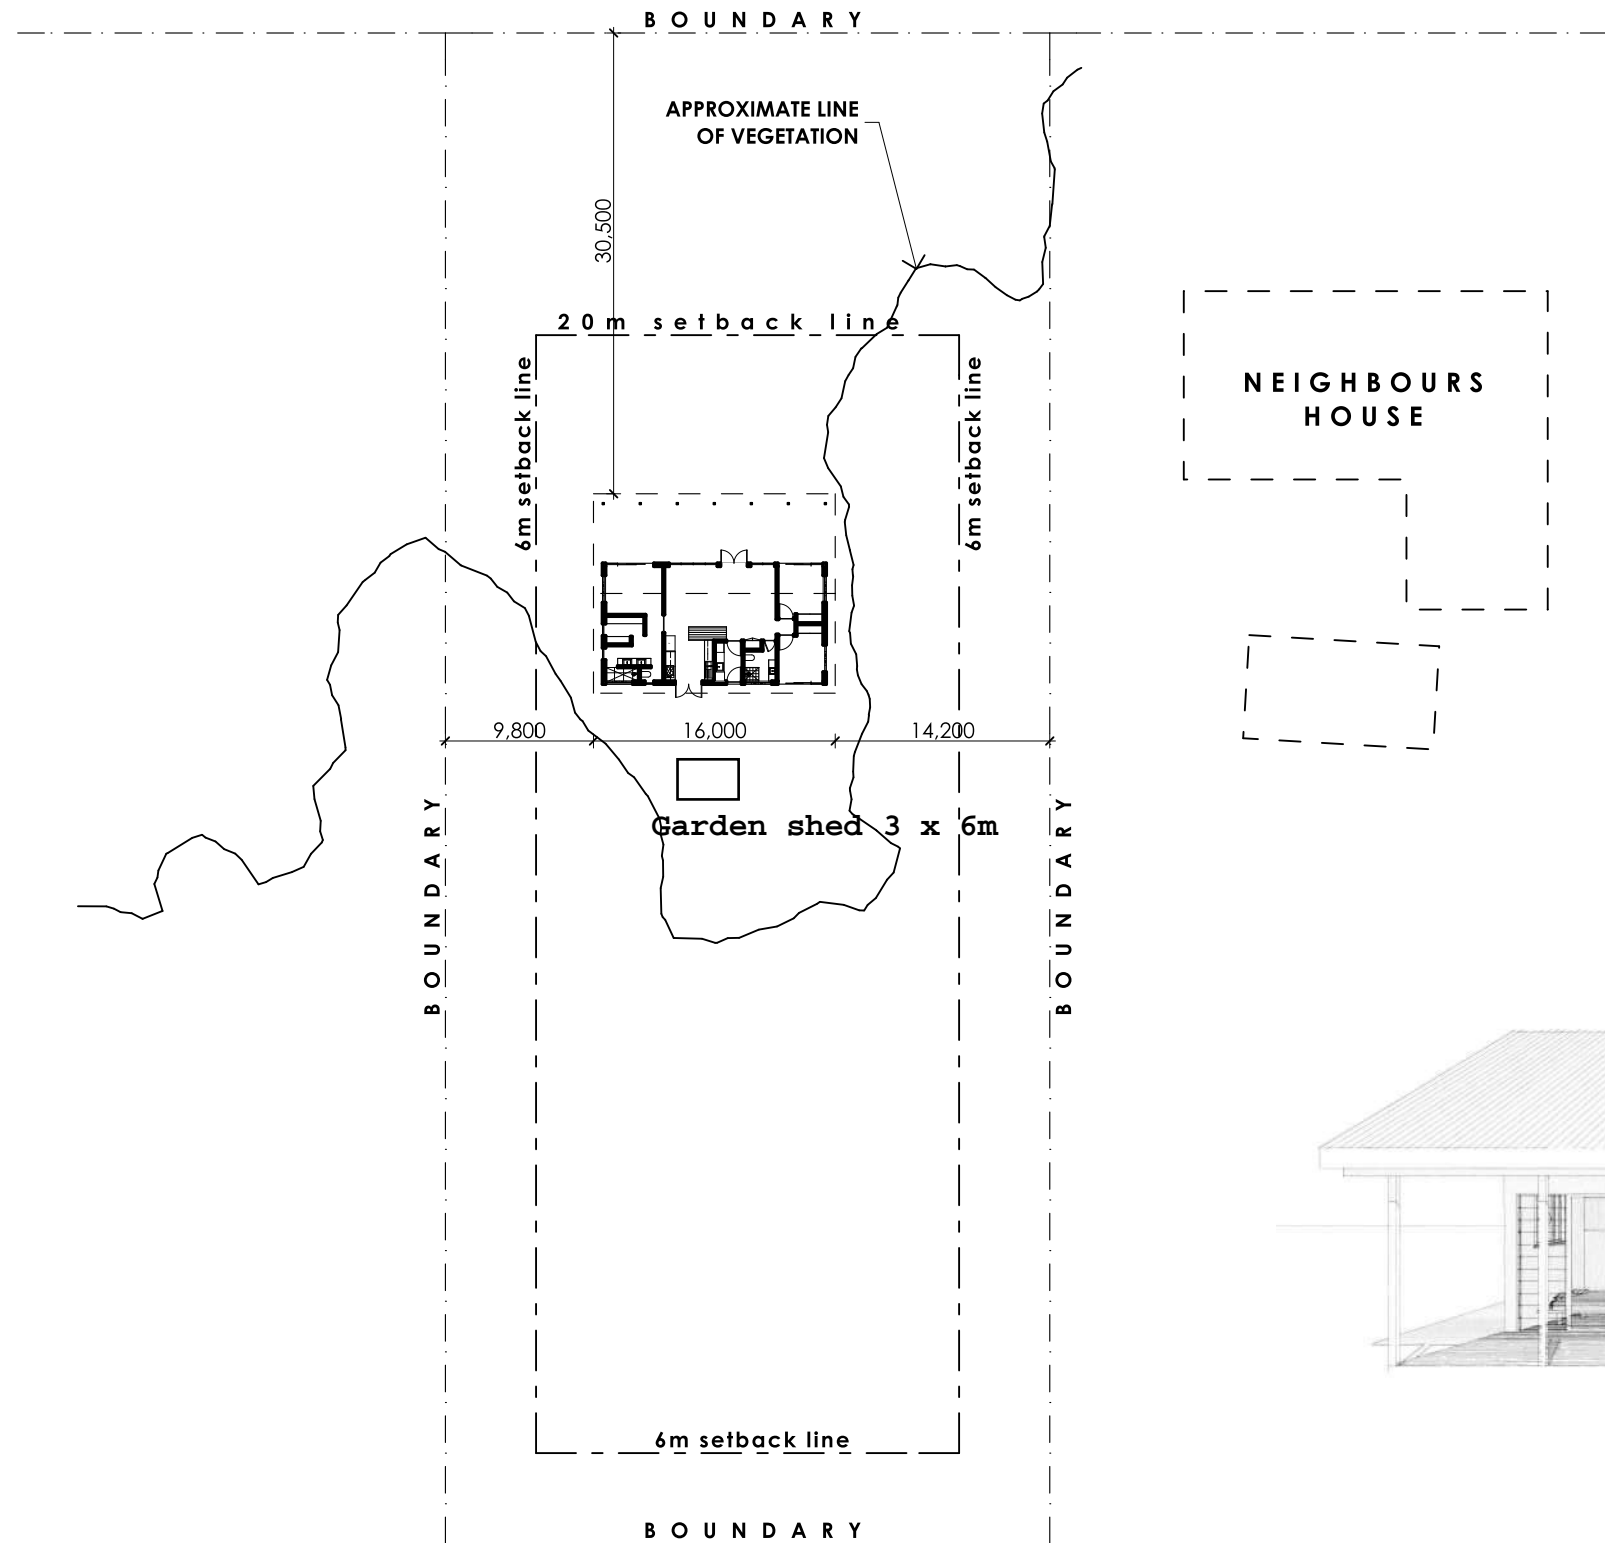 BOUNDARY
APPROXIMATE LINE
OF VEGETATION
30,500
20m setback line
6m setback line
6m setback line
NEIGHBOURS
HOUSE
9,800
16,000
14,200
Garden shed 3 x 6m
BOUNDARY
BOUNDARY
6m setback line
BOUNDARY